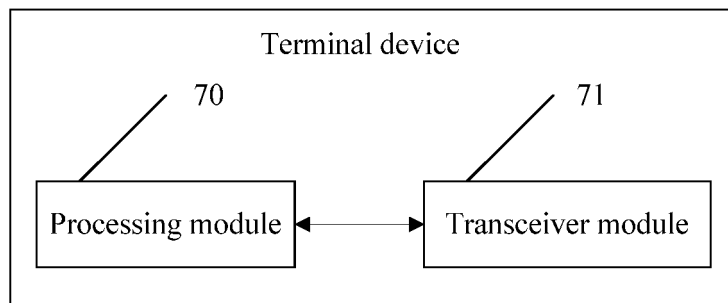 Terminal device
70
71
Processing module
Transceiver module